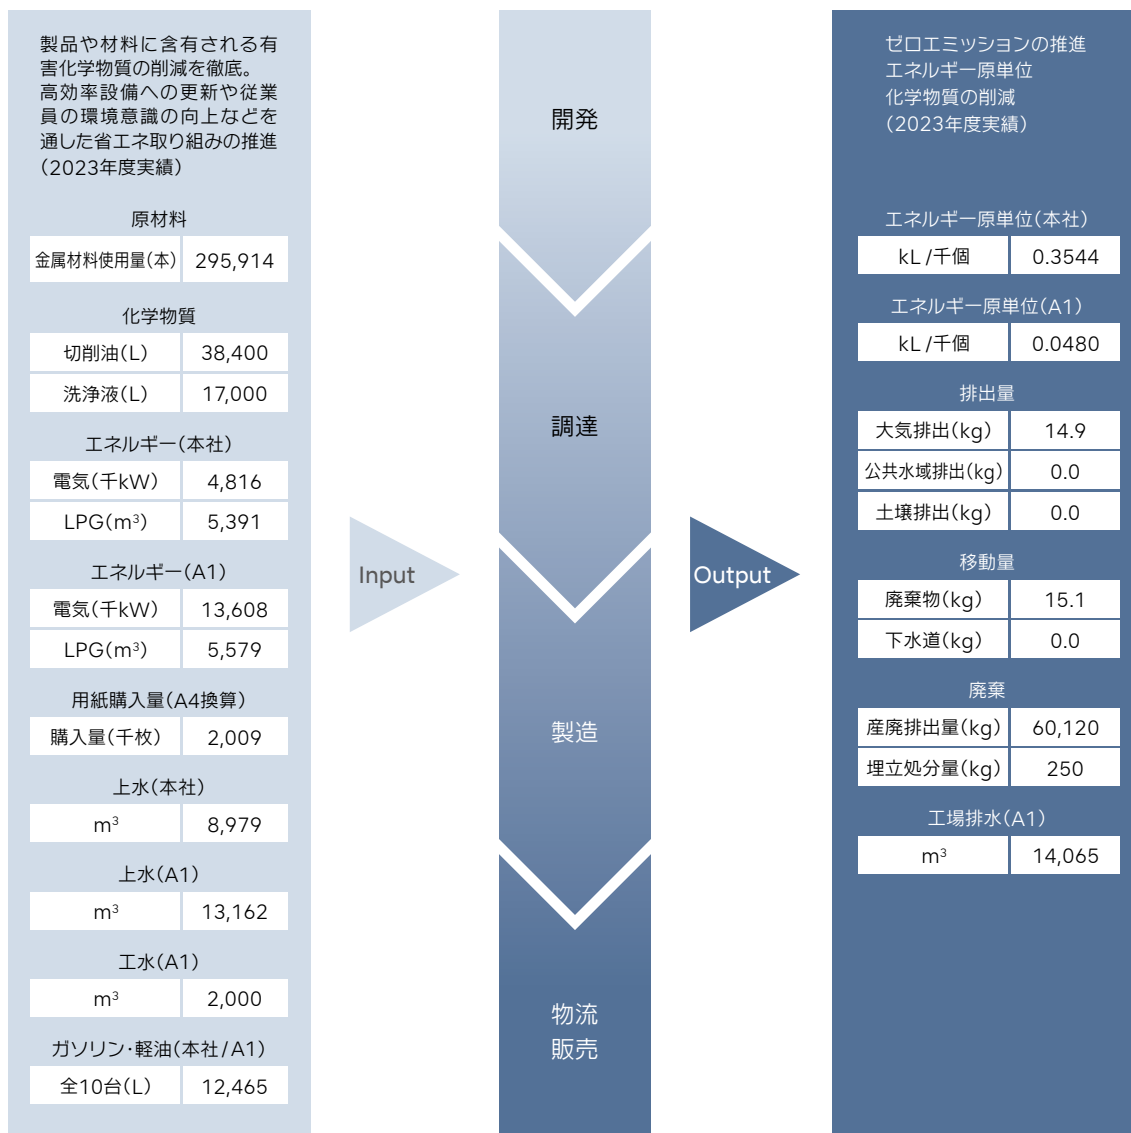 製品や材料に含有される有
害化学物質の削減を徹底。
高効率設備への更新や従業
員の環境意識の向上などを
通した省エネ取り組みの推進
(2023年度実績)
原材料
金属材料使用量(本) 295,914
化学物質
切削油(L) 38,400
洗浄液(L) 17,000
エネルギー(本社)
電気(千kW) 4,816
LPG(m³) 5,391
エネルギー(A1)
電気(千kW) 13,608
LPG(m³) 5,579
用紙購入量(A4換算)
購入量(千枚) 2,009
上水(本社)
m³ 8,979
上水(A1)
m³ 13,162
工水(A1)
m³ 2,000
ガソリン・軽油(本社/A1)
全10台(L) 12,465
Input
開発
調達
製造
物流
販売
Output
ゼロエミッションの推進
エネルギー原単位
化学物質の削減
(2023年度実績)
エネルギー原単位(本社)
kL/千個 0.3544
エネルギー原単位(A1)
kL/千個 0.0480
排出量
大気排出(kg) 14.9
公共水域排出(kg) 0.0
土壌排出(kg) 0.0
移動量
廃棄物(kg) 15.1
下水道(kg) 0.0
廃棄
産廃排出量(kg) 60,120
埋立処分量(kg) 250
工場排水(A1)
m³ 14,065